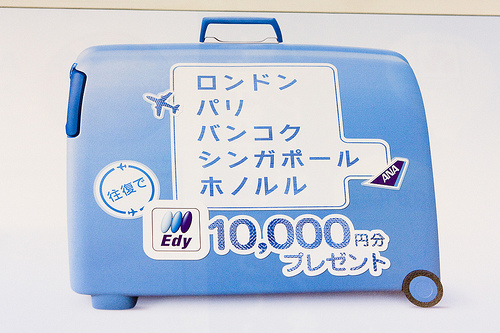 ロンドン
パリ
バンコク
シンガポール
ホノルル
ANA
往復で
Edy
10,000円分
プレゼント